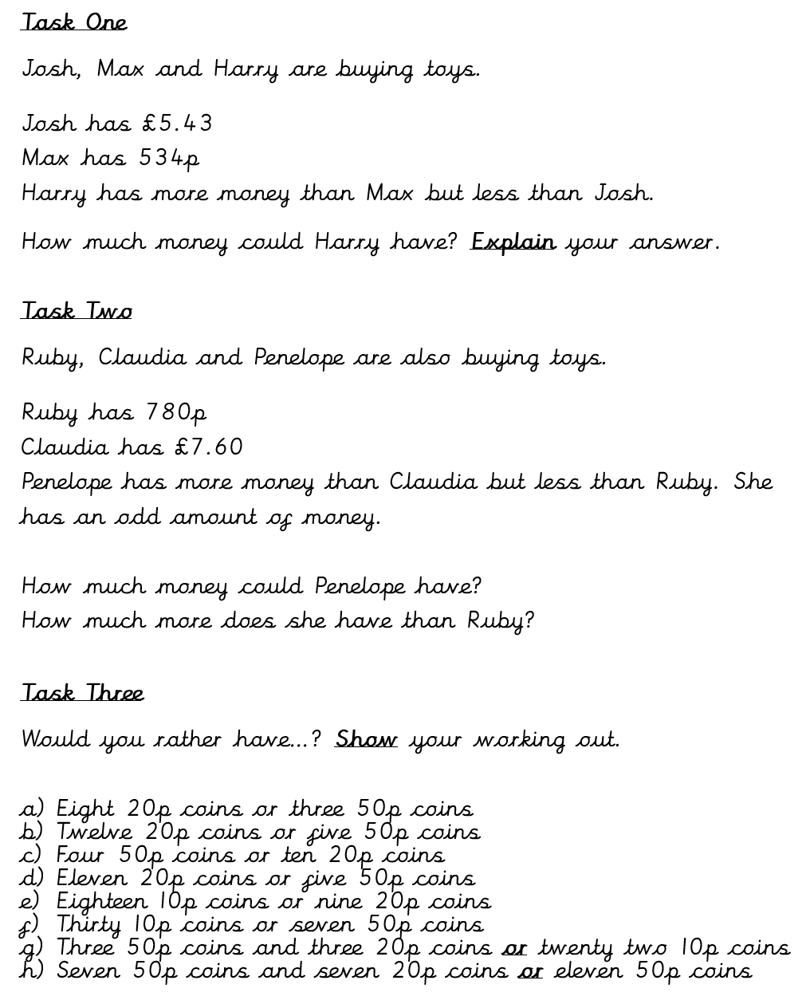 Task One
Josh, Max and Harry are buying toys.
Josh has £5.43
Max has 534p
Harry has more money than Max but less than Josh.
How much money could Harry have? Explain your answer.
Task Two
Ruby, Claudia and Penelope are also buying toys.
Ruby has 780p
Claudia has £7.60
Penelope has more money than Claudia but less than Ruby. She
has an odd amount of money.
How much money could Penelope have?
How much more does she have than Ruby?
Task Three
Would you rather have...? Show your working out.
a) Eight 20p coins or three 50p coins
b) Twelve 20p coins or five 50p coins
c) Four 50p coins or ten 20p coins
d) Eleven 20p coins or five 50p coins
e) Eighteen 10p coins or nine 20p coins
f) Thirty 10p coins or seven 50p coins
g) Three 50p coins and three 20p coins or twenty two 10p coins
h) Seven 50p coins and seven 20p coins or eleven 50p coins